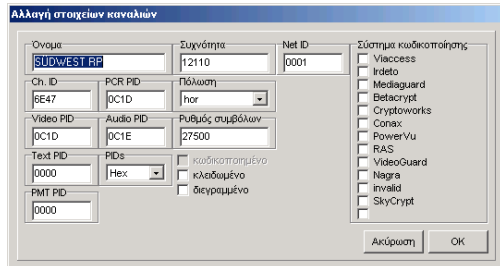 Αλλαγή στοιχείων καναλιών
Όνομα Συχνότητα Net ID Σύστημα κωδικοποίησης
SÜDWEST RP 12110 0001 Viaccess
Irdeto
Ch. ID PCR PID Πόλωση Mediaguard
6E47 0C1D hor Betacrypt
Cryptoworks
Video PID Audio PID Ρυθμός συμβόλων Conax
0C1D 0C1E 27500 PowerVu
RAS
Text PID PIDs κωδικοποιημένο VideoGuard
0000 Hex κλειδωμένο Nagra
διεγραμμένο invalid
PMT PID SkyCrypt
0000
Ακύρωση OK